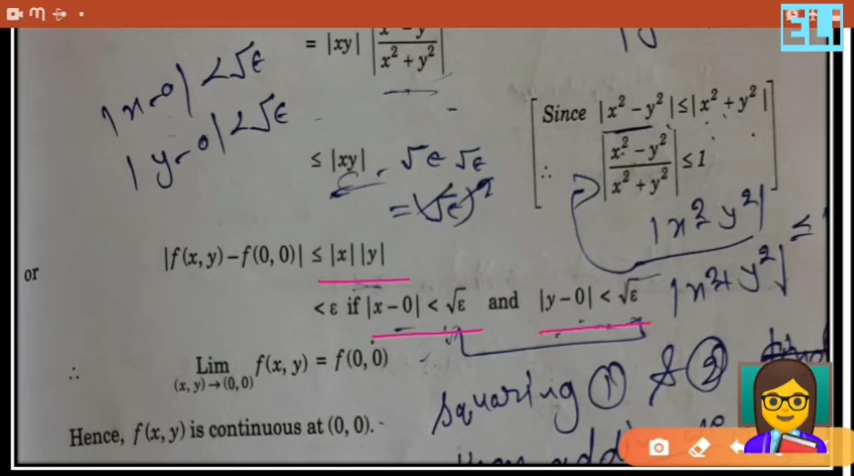 = |xy| | x² − y² / x² + y² |
|x-0| < √ε
|y-0| < √ε
[ Since |x² − y²| ≤ |x² + y²|
∴ | x² − y² / x² + y² | ≤ 1 ]
≤ |xy| . √ε √ε
= (√ε)²
|x² y²|
≤
|x² + y²|
or |f(x, y) − f(0, 0)| ≤ |x| |y|
< ε if |x − 0| < √ε and |y − 0| < √ε
∴ Lim (x, y) → (0, 0) f(x, y) = f(0, 0)
squaring ① & ②
Hence, f(x, y) is continuous at (0, 0).